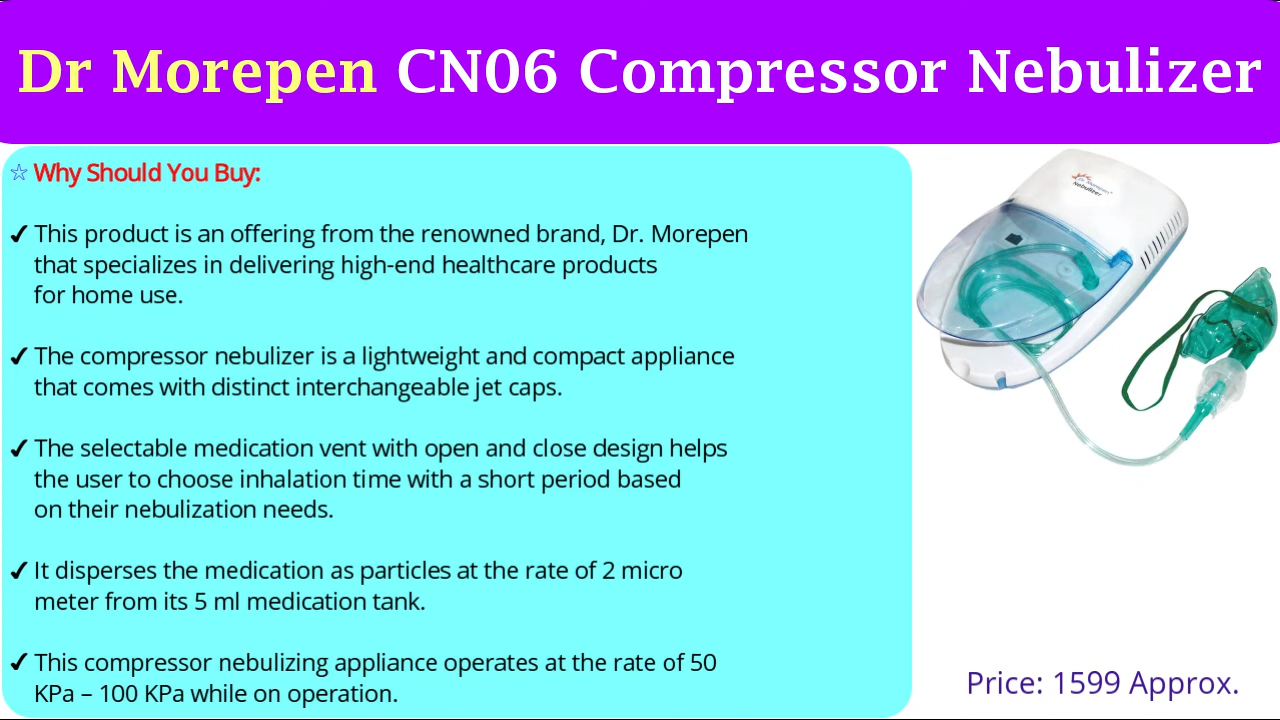 Dr Morepen CN06 Compressor Nebulizer
☆ Why Should You Buy:
✔ This product is an offering from the renowned brand, Dr. Morepen
that specializes in delivering high-end healthcare products
for home use.
✔ The compressor nebulizer is a lightweight and compact appliance
that comes with distinct interchangeable jet caps.
✔ The selectable medication vent with open and close design helps
the user to choose inhalation time with a short period based
on their nebulization needs.
✔ It disperses the medication as particles at the rate of 2 micro
meter from its 5 ml medication tank.
✔ This compressor nebulizing appliance operates at the rate of 50
KPa – 100 KPa while on operation.
Dr. Morepen
Nebulizer
Price: 1599 Approx.